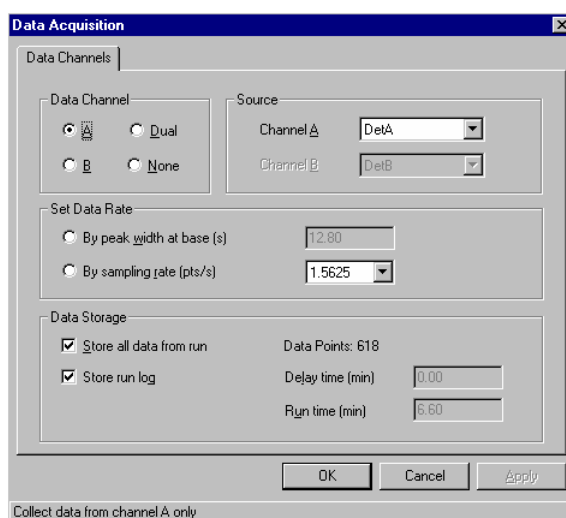 Data Acquisition
Data Channels
Data Channel
A
Dual
B
None
Source
Channel A
DetA
Channel B
DetB
Set Data Rate
By peak width at base (s)
12.80
By sampling rate (pts/s)
1.5625
Data Storage
Store all data from run
Data Points: 618
Store run log
Delay time (min)
0.00
Run time (min)
6.60
OK
Cancel
Apply
Collect data from channel A only